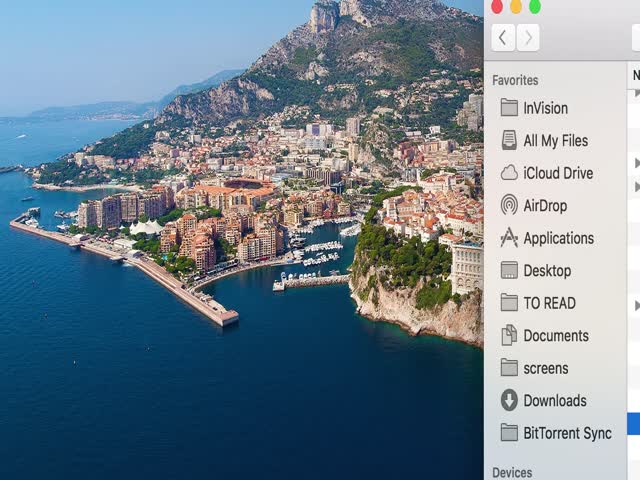 N
Favorites
InVision
All My Files
iCloud Drive
AirDrop
Applications
Desktop
TO READ
Documents
screens
Downloads
BitTorrent Sync
Devices